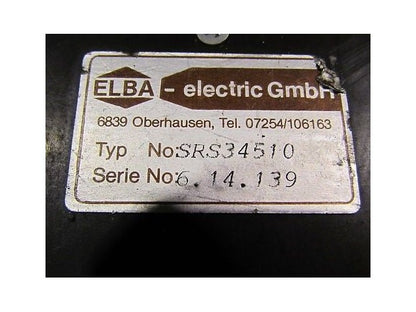 ELBA - electric GmbH
6839 Oberhausen, Tel. 07254/106163
Typ No: SRS34510
Serie No: 6.14.139